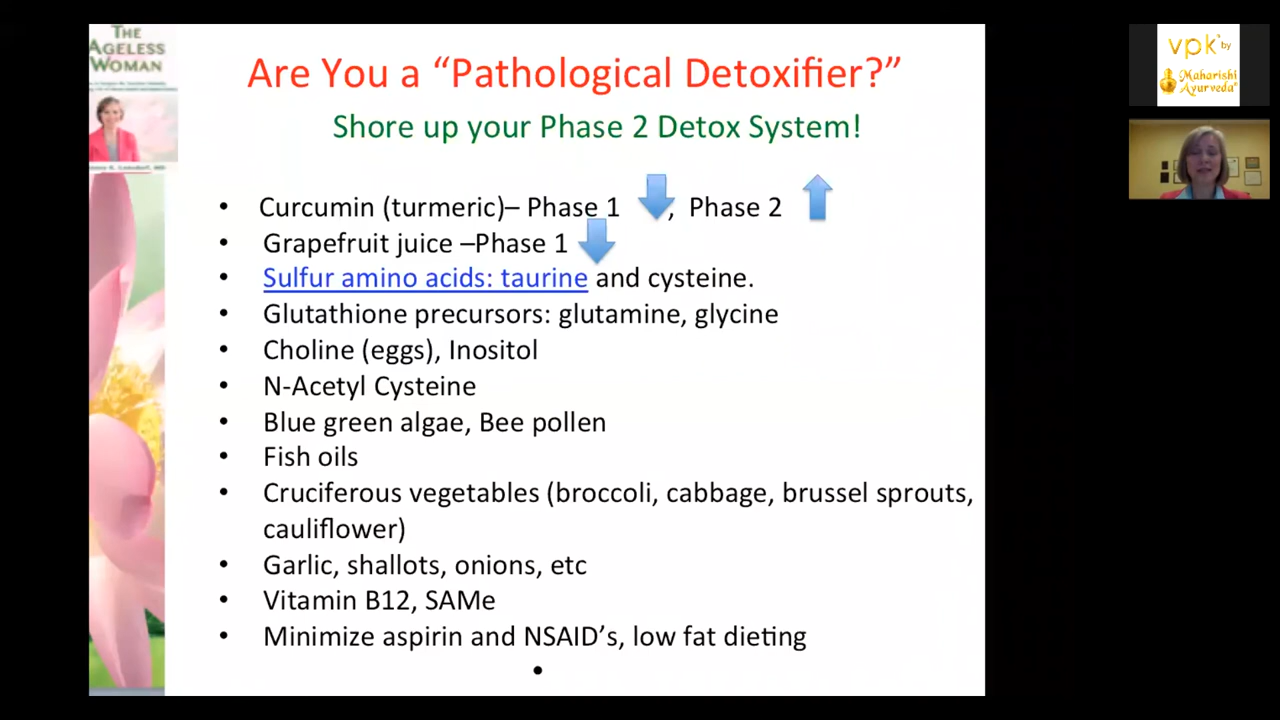 THE
AGELESS
WOMAN
Are You a “Pathological Detoxifier?”
Shore up your Phase 2 Detox System!
• Curcumin (turmeric)– Phase 1 , Phase 2
• Grapefruit juice –Phase 1
• Sulfur amino acids: taurine and cysteine.
• Glutathione precursors: glutamine, glycine
• Choline (eggs), Inositol
• N-Acetyl Cysteine
• Blue green algae, Bee pollen
• Fish oils
• Cruciferous vegetables (broccoli, cabbage, brussel sprouts,
cauliflower)
• Garlic, shallots, onions, etc
• Vitamin B12, SAMe
• Minimize aspirin and NSAID’s, low fat dieting
•
vpk® by
Maharishi
Ayurveda®